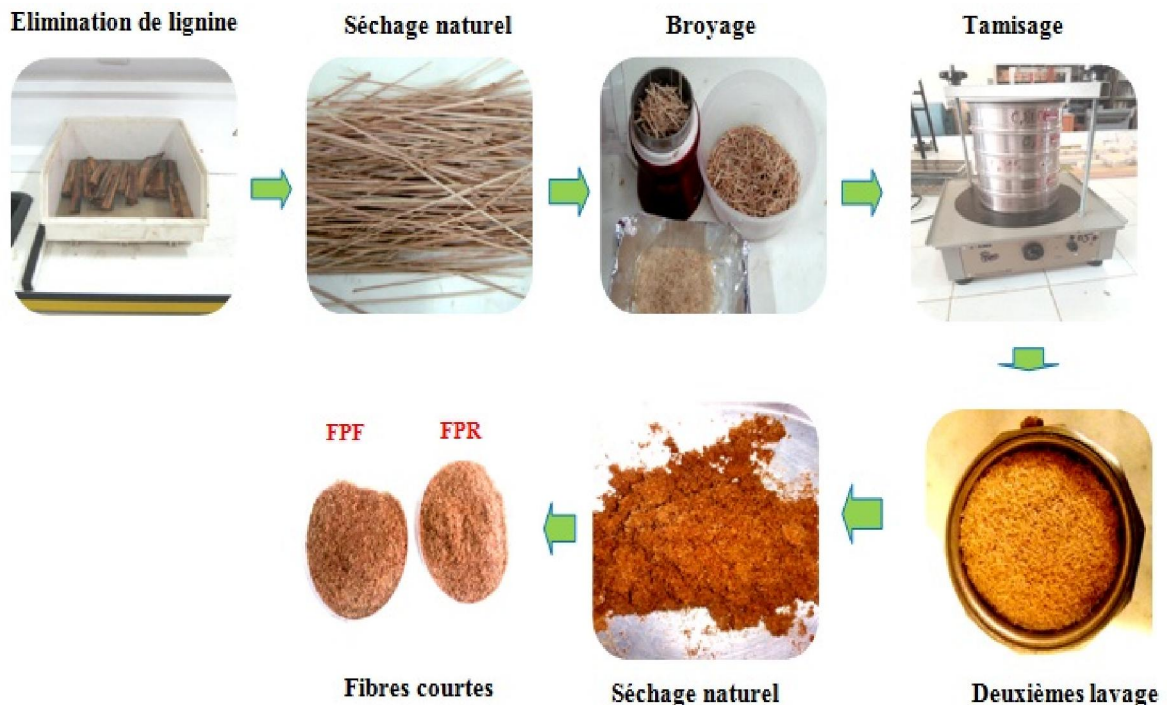 Elimination de lignine
Séchage naturel
Broyage
Tamisage
FPF
FPR
Fibres courtes
Séchage naturel
Deuxièmes lavage